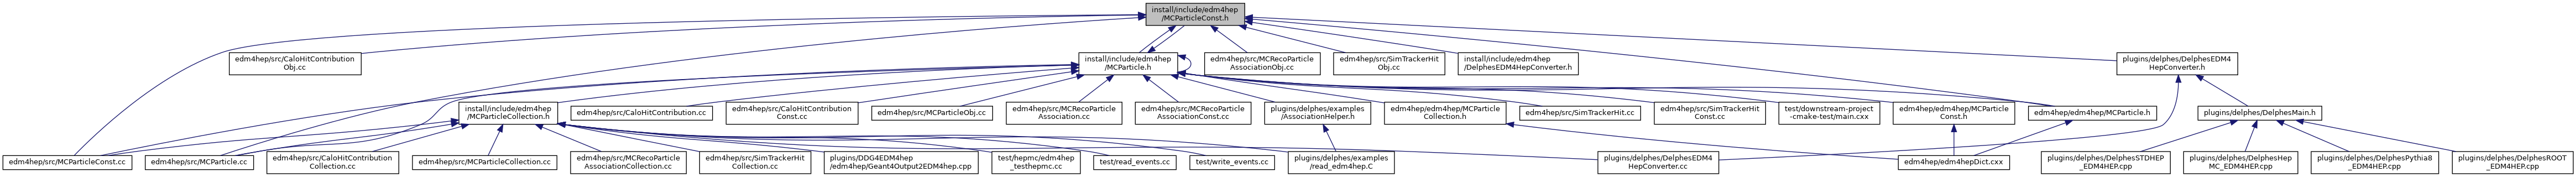 install/include/edm4hep
/MCParticleConst.h
edm4hep/src/CaloHitContribution
Obj.cc
install/include/edm4hep
/MCParticle.h
edm4hep/src/MCRecoParticle
AssociationObj.cc
edm4hep/src/SimTrackerHit
Obj.cc
install/include/edm4hep
/DelphesEDM4HepConverter.h
plugins/delphes/DelphesEDM4
HepConverter.h
install/include/edm4hep
/MCParticleCollection.h
edm4hep/src/CaloHitContribution.cc
edm4hep/src/CaloHitContribution
Const.cc
edm4hep/src/MCParticleObj.cc
edm4hep/src/MCRecoParticle
Association.cc
edm4hep/src/MCRecoParticle
AssociationConst.cc
plugins/delphes/examples
/AssociationHelper.h
edm4hep/edm4hep/MCParticle
Collection.h
edm4hep/src/SimTrackerHit.cc
edm4hep/src/SimTrackerHit
Const.cc
test/downstream-project
-cmake-test/main.cxx
edm4hep/edm4hep/MCParticle
Const.h
edm4hep/edm4hep/MCParticle.h
plugins/delphes/DelphesMain.h
edm4hep/src/MCParticleConst.cc
edm4hep/src/MCParticle.cc
edm4hep/src/CaloHitContribution
Collection.cc
edm4hep/src/MCParticleCollection.cc
edm4hep/src/MCRecoParticle
AssociationCollection.cc
edm4hep/src/SimTrackerHit
Collection.cc
plugins/DDG4EDM4HEP
/edm4hep/Geant4Output2EDM4hep.cpp
test/hepmc/edm4hep
_testhepmc.cc
test/read_events.cc
test/write_events.cc
plugins/delphes/examples
/read_edm4hep.C
plugins/delphes/DelphesEDM4
HepConverter.cc
edm4hep/edm4hepDict.cxx
plugins/delphes/DelphesSTDHEP
_EDM4HEP.cpp
plugins/delphes/DelphesHep
MC_EDM4HEP.cpp
plugins/delphes/DelphesPythia8
_EDM4HEP.cpp
plugins/delphes/DelphesROOT
_EDM4HEP.cpp